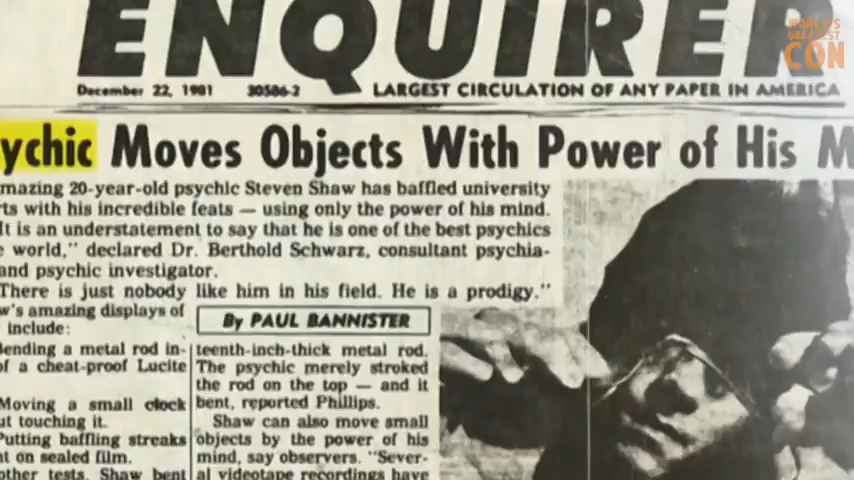 ENQUIRER
WORLD'S
GREATEST
CON
December 22, 1981 30586-2 LARGEST CIRCULATION OF ANY PAPER IN AMERICA
ychic Moves Objects With Power of His M
mazing 20-year-old psychic Steven Shaw has baffled university
ts with his incredible feats — using only the power of his mind.
It is an understatement to say that he is one of the best psychics
e world," declared Dr. Berthold Schwarz, consultant psychia-
and psychic investigator.
There is just nobody like him in his field. He is a prodigy."
w's amazing displays of
include:
ending a metal rod in-
of a cheat-proof Lucite
Moving a small clock
ut touching it.
Putting baffling streaks
t on sealed film.
other tests, Shaw bent
By PAUL BANNISTER
teenth-inch-thick metal rod.
The psychic merely stroked
the rod on the top — and it
bent, reported Phillips.
Shaw can also move small
objects by the power of his
mind, say observers. "Sever-
al videotape recordings have